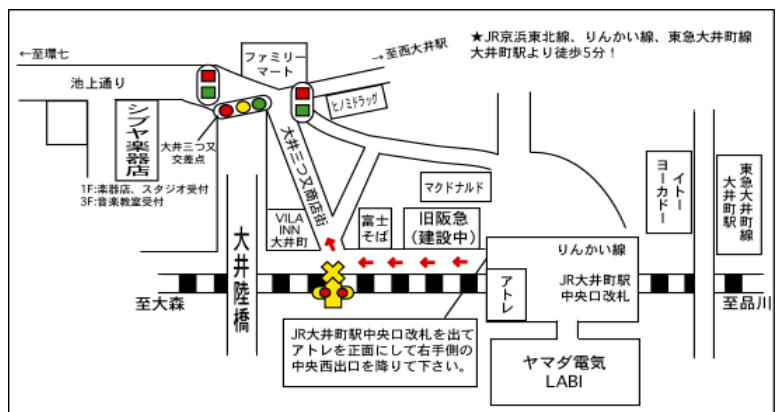 ←至環七
ファミリー
マート
→至西大井駅
★JR京浜東北線、りんかい線、東急大井町線
大井町駅より徒歩5分！
池上通り
ヒノミドラッグ
シブヤ楽器店
大井三つ又
交差点
1F:楽器店、スタジオ受付
3F:音楽教室受付
大井三つ又商店街
マクドナルド
イトー
ヨーカドー
東急大井町線
大井町駅
VILA
INN
大井町
富士
そば
旧阪急
（建設中）
りんかい線
JR大井町駅
中央口改札
アトレ
大井陸橋
至大森
至品川
JR大井町駅中央口改札を出て
アトレを正面にして右手側の
中央西出口を降りて下さい。
ヤマダ電気
LABI